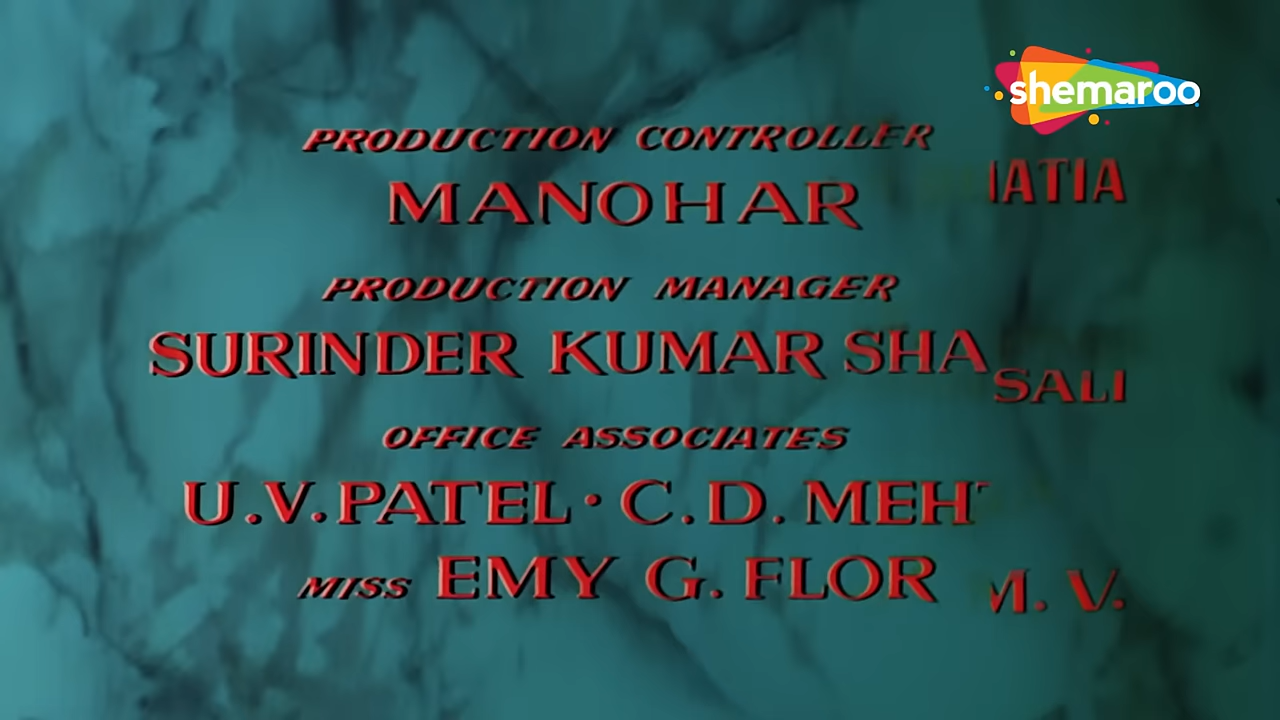 shemaroo
PRODUCTION CONTROLLER
MANOHAR
IATIA
PRODUCTION MANAGER
SURINDER KUMAR SHA
SALI
OFFICE ASSOCIATES
U.V. PATEL · C.D. MEH
MISS EMY G. FLOR
M. V.